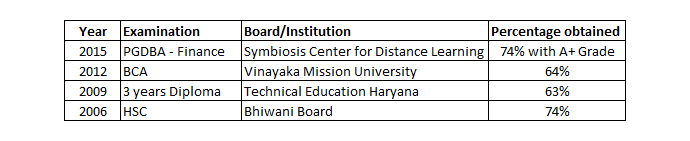 Year Examination Board/Institution Percentage obtained
2015 PGDBA - Finance Symbiosis Center for Distance Learning 74% with A+ Grade
2012 BCA Vinayaka Mission University 64%
2009 3 years Diploma Technical Education Haryana 63%
2006 HSC Bhiwani Board 74%